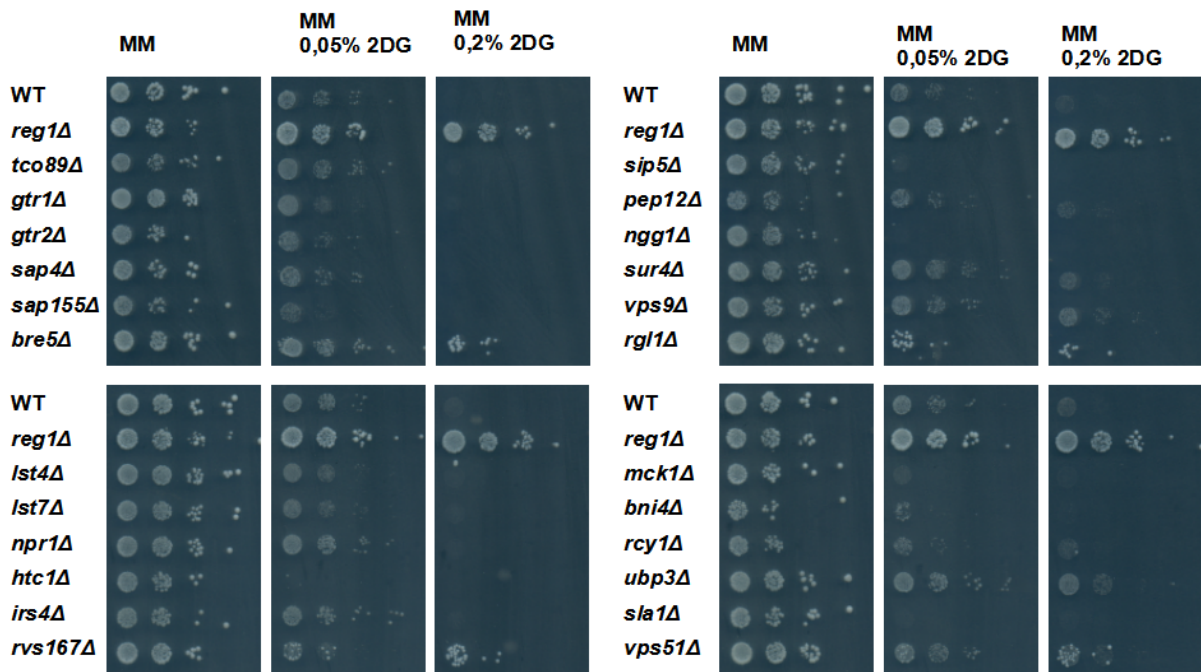 MM
MM
0,05% 2DG
MM
0,2% 2DG
WT
reg1Δ
tco89Δ
gtr1Δ
gtr2Δ
sap4Δ
sap155Δ
bre5Δ
MM
MM
0,05% 2DG
MM
0,2% 2DG
WT
reg1Δ
sip5Δ
pep12Δ
ngg1Δ
sur4Δ
vps9Δ
rgl1Δ
WT
reg1Δ
lst4Δ
lst7Δ
npr1Δ
htc1Δ
irs4Δ
rvs167Δ
WT
reg1Δ
mck1Δ
bni4Δ
rcy1Δ
ubp3Δ
sla1Δ
vps51Δ